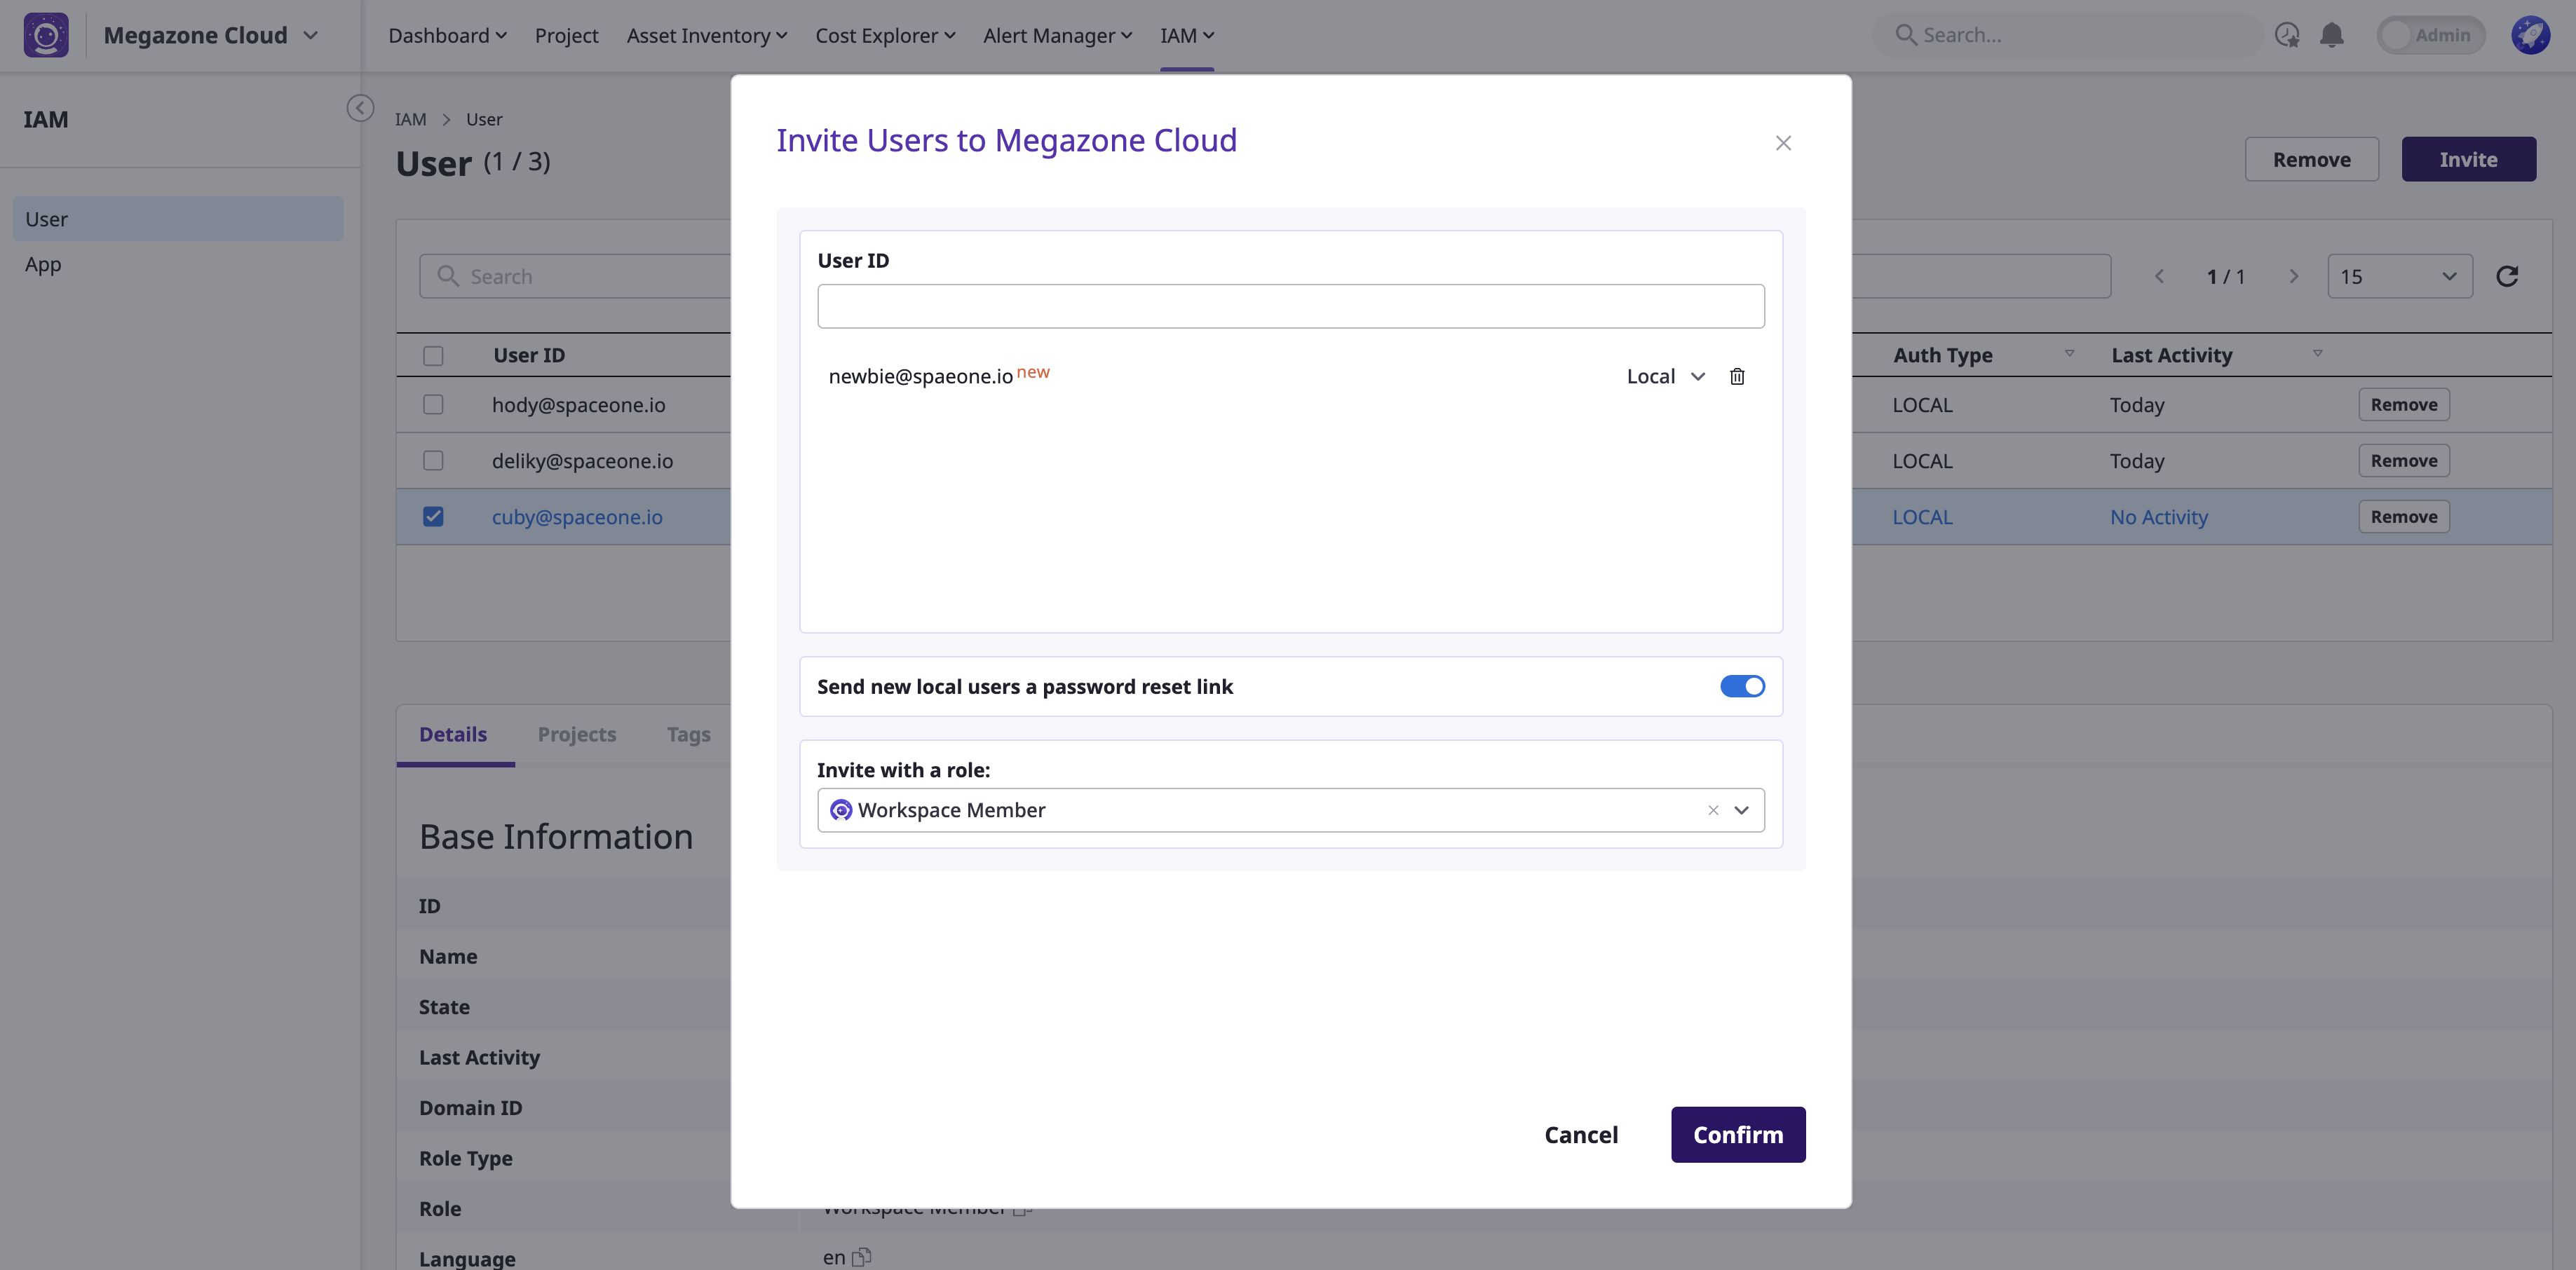 Megazone Cloud
Dashboard Project Asset Inventory Cost Explorer Alert Manager IAM
Search...
Admin
IAM
User
App
IAM > User
User (1 / 3)
Remove Invite
Search
1 / 1
15
User ID Auth Type Last Activity
hody@spaceone.io LOCAL Today Remove
deliky@spaceone.io LOCAL Today Remove
cuby@spaceone.io LOCAL No Activity Remove
Details Projects Tags
Base Information
ID
Name
State
Last Activity
Domain ID
Role Type
Role Workspace Member
Language en
Invite Users to Megazone Cloud
User ID
newbie@spaeone.io new Local
Send new local users a password reset link
Invite with a role:
Workspace Member
Cancel Confirm